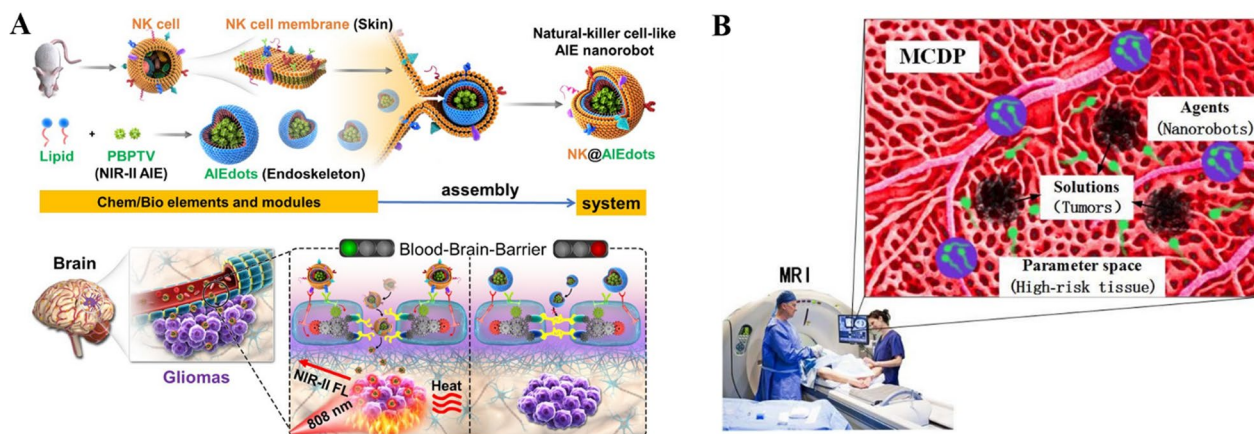 A
NK cell
NK cell membrane (Skin)
Natural-killer cell-like
AIE nanorobot
Lipid
+
PBPTV
(NIR-II AIE)
AIEdots (Endoskeleton)
NK@AIEdots
Chem/Bio elements and modules
assembly
system
Brain
Gliomas
Blood-Brain-Barrier
NIR-II FL
808 nm
Heat
B
MCDP
Agents
(Nanorobots)
Solutions
(Tumors)
Parameter space
(High-risk tissue)
MRI